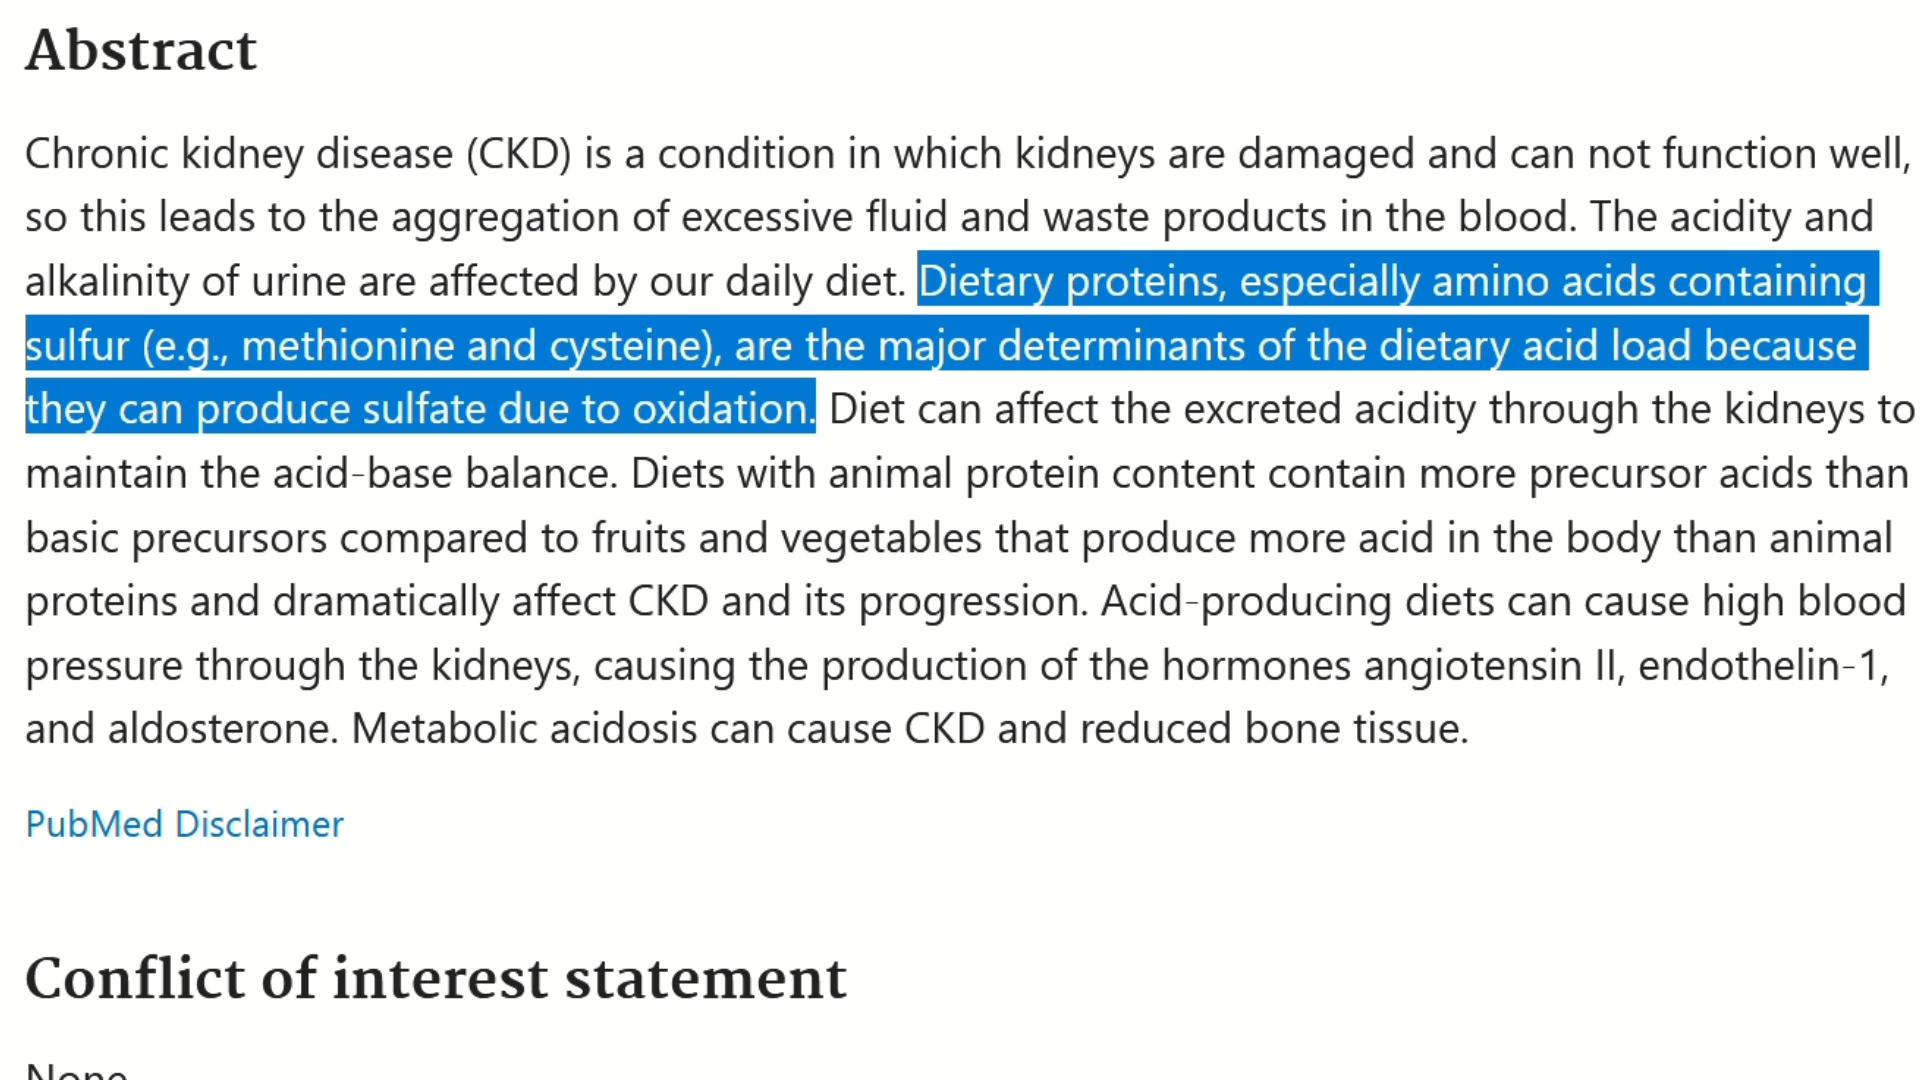 Abstract
Chronic kidney disease (CKD) is a condition in which kidneys are damaged and can not function well,
so this leads to the aggregation of excessive fluid and waste products in the blood. The acidity and
alkalinity of urine are affected by our daily diet. Dietary proteins, especially amino acids containing
sulfur (e.g., methionine and cysteine), are the major determinants of the dietary acid load because
they can produce sulfate due to oxidation. Diet can affect the excreted acidity through the kidneys to
maintain the acid-base balance. Diets with animal protein content contain more precursor acids than
basic precursors compared to fruits and vegetables that produce more acid in the body than animal
proteins and dramatically affect CKD and its progression. Acid-producing diets can cause high blood
pressure through the kidneys, causing the production of the hormones angiotensin II, endothelin-1,
and aldosterone. Metabolic acidosis can cause CKD and reduced bone tissue.
PubMed Disclaimer
Conflict of interest statement
None